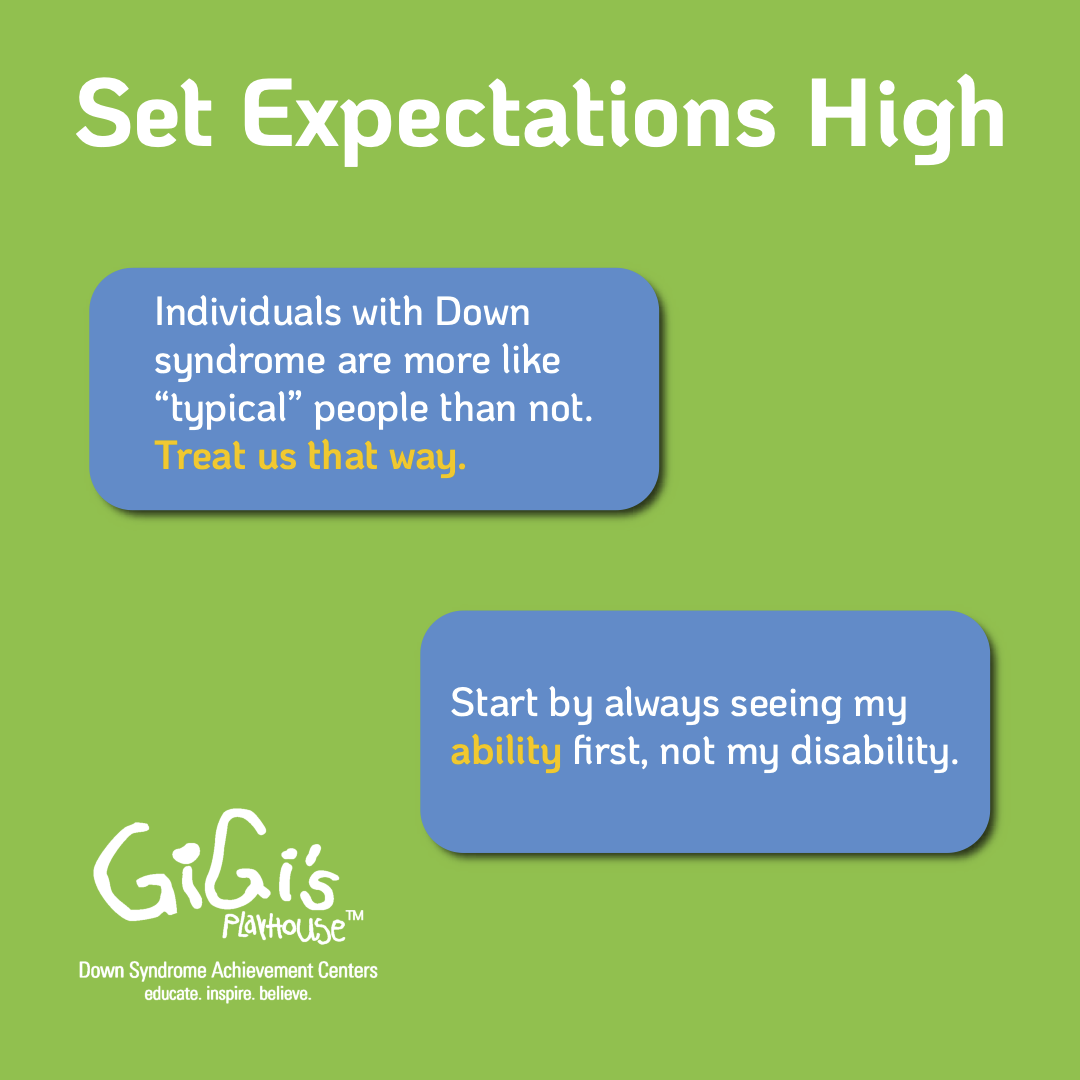 Set Expectations High
Individuals with Down
syndrome are more like
“typical” people than not.
Treat us that way.
Start by always seeing my
ability first, not my disability.
GiGi's
PLAYHOUSE™
Down Syndrome Achievement Centers
educate. inspire. believe.